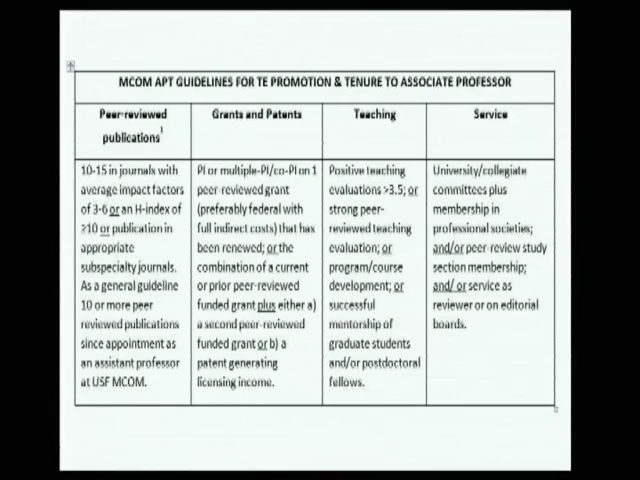 MCOM APT GUIDELINES FOR TE PROMOTION & TENURE TO ASSOCIATE PROFESSOR
Peer-reviewed
publications¹
Grants and Patents
Teaching
Service
10-15 in journals with
average impact factors
of 3-6 or an H-index of
≥10 or publication in
appropriate
subspecialty journals.
As a general guideline
10 or more peer
reviewed publications
since appointment as
an assistant professor
at USF MCOM.
PI or multiple-PI/co-PI on 1
peer-reviewed grant
(preferably federal with
full indirect costs) that has
been renewed; or the
combination of a current
or prior peer-reviewed
funded grant plus either a)
a second peer-reviewed
funded grant or b) a
patent generating
licensing income.
Positive teaching
evaluations >3.5; or
strong peer-
reviewed teaching
evaluation; or
program/course
development; or
successful
mentorship of
graduate students
and/or postdoctoral
fellows.
University/collegiate
committees plus
membership in
professional societies;
and/or peer-review study
section membership;
and/ or service as
reviewer or on editorial
boards.